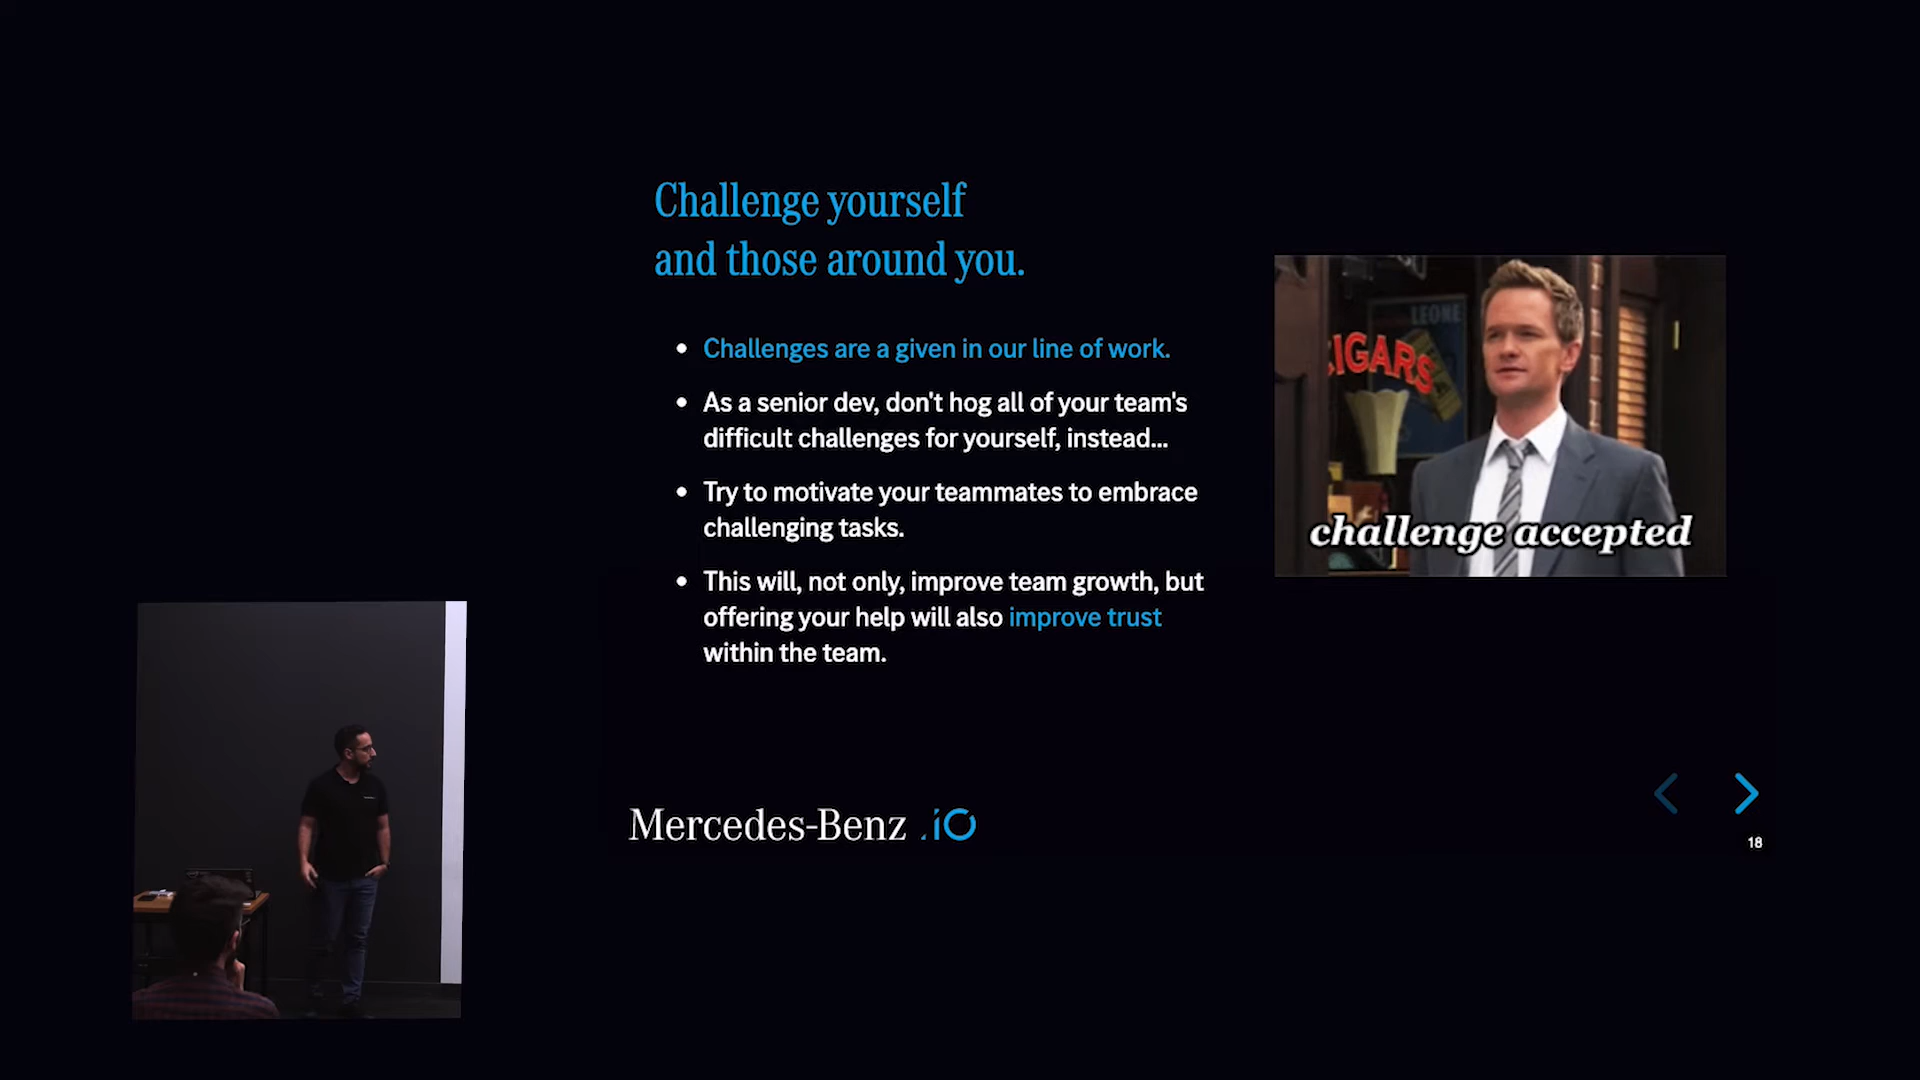 Challenge yourself
and those around you.
Challenges are a given in our line of work.
As a senior dev, don't hog all of your team's
difficult challenges for yourself, instead...
Try to motivate your teammates to embrace
challenging tasks.
This will, not only, improve team growth, but
offering your help will also improve trust
within the team.
LEONE
IGARS
challenge accepted
Mercedes-Benz .io
18